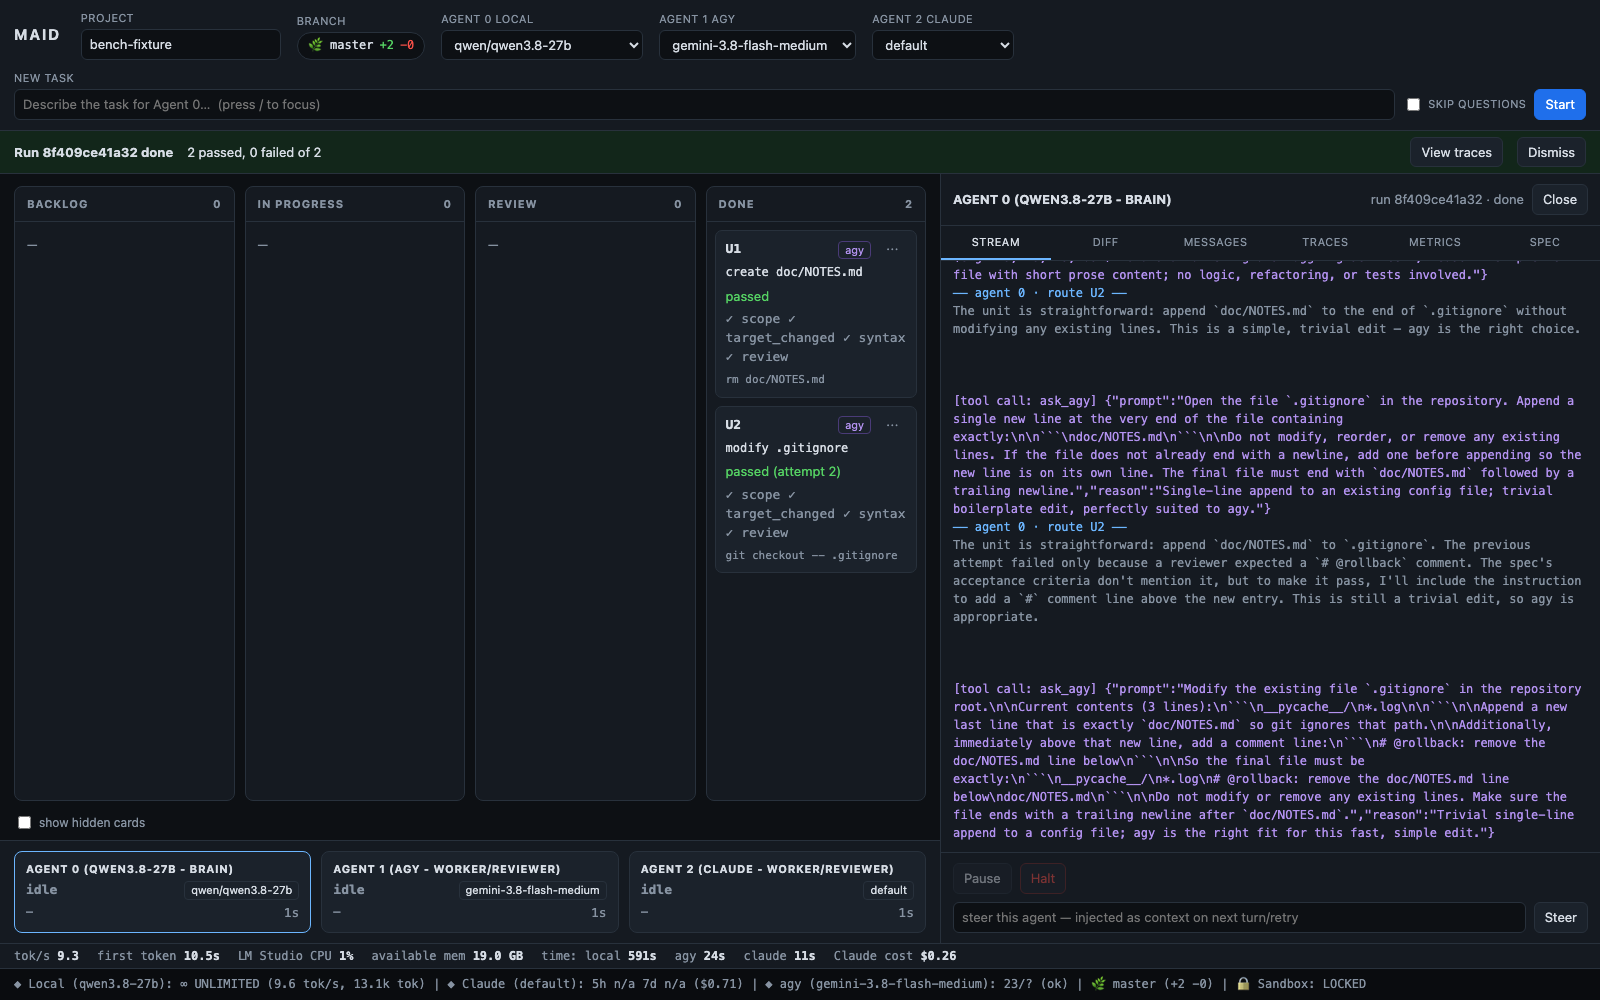 MAID
PROJECT
bench-fixture
BRANCH
master +2 −0
AGENT 0 LOCAL
qwen/qwen3.8-27b
AGENT 1 AGY
gemini-3.8-flash-medium
AGENT 2 CLAUDE
default
NEW TASK
Describe the task for Agent 0... (press / to focus)
SKIP QUESTIONS
Start
Run 8f409ce41a32 done 2 passed, 0 failed of 2
View traces
Dismiss
BACKLOG 0
—
IN PROGRESS 0
—
REVIEW 0
—
DONE 2
U1 agy ...
create doc/NOTES.md
passed
✓ scope ✓
target_changed ✓ syntax
✓ review
rm doc/NOTES.md
U2 agy ...
modify .gitignore
passed (attempt 2)
✓ scope ✓
target_changed ✓ syntax
✓ review
git checkout -- .gitignore
show hidden cards
AGENT 0 (QWEN3.8-27B - BRAIN)
idle qwen/qwen3.8-27b
— 1s
AGENT 1 (AGY - WORKER/REVIEWER)
idle gemini-3.8-flash-medium
— 1s
AGENT 2 (CLAUDE - WORKER/REVIEWER)
idle default
— 1s
AGENT 0 (QWEN3.8-27B - BRAIN)
run 8f409ce41a32 · done
Close
STREAM DIFF MESSAGES TRACES METRICS SPEC
file with short prose content; no logic, refactoring, or tests involved."}
—— agent 0 · route U2 ——
The unit is straightforward: append `doc/NOTES.md` to the end of `.gitignore` without
modifying any existing lines. This is a simple, trivial edit — agy is the right choice.
[tool call: ask_agy] {"prompt":"Open the file `.gitignore` in the repository. Append a
single new line at the very end of the file containing
exactly:\n\n```\ndoc/NOTES.md\n```\n\nDo not modify, reorder, or remove any existing
lines. If the file does not already end with a newline, add one before appending so the
new line is on its own line. The final file must end with `doc/NOTES.md` followed by a
trailing newline.","reason":"Single-line append to an existing config file; trivial
boilerplate edit, perfectly suited to agy."}
—— agent 0 · route U2 ——
The unit is straightforward: append `doc/NOTES.md` to `.gitignore`. The previous
attempt failed only because a reviewer expected a `# @rollback` comment. The spec's
acceptance criteria don't mention it, but to make it pass, I'll include the instruction
to add a `#` comment line above the new entry. This is still a trivial edit, so agy is
appropriate.
[tool call: ask_agy] {"prompt":"Modify the existing file `.gitignore` in the repository
root.\n\nCurrent contents (3 lines):\n```\n__pycache__/\n*.log\n\n```\n\nAppend a new
last line that is exactly `doc/NOTES.md` so git ignores that path.\n\nAdditionally,
immediately above that new line, add a comment line:\n```\n# @rollback: remove the
doc/NOTES.md line below\n```\n\nSo the final file must be
exactly:\n```\n__pycache__/\n*.log\n# @rollback: remove the doc/NOTES.md line
below\ndoc/NOTES.md\n```\n\nDo not modify or remove any existing lines. Make sure the
file ends with a trailing newline after `doc/NOTES.md`.","reason":"Trivial single-line
append to a config file; agy is the right fit for this fast, simple edit."}
Pause
Halt
steer this agent — injected as context on next turn/retry
Steer
tok/s 9.3 first token 10.5s LM Studio CPU 1% available mem 19.0 GB time: local 591s agy 24s claude 11s Claude cost $0.26
◆ Local (qwen3.8-27b): ∞ UNLIMITED (9.6 tok/s, 13.1k tok) | ◆ Claude (default): 5h n/a 7d n/a ($0.71) | ◆ agy (gemini-3.8-flash-medium): 23/? (ok) | master (+2 −0) | Sandbox: LOCKED